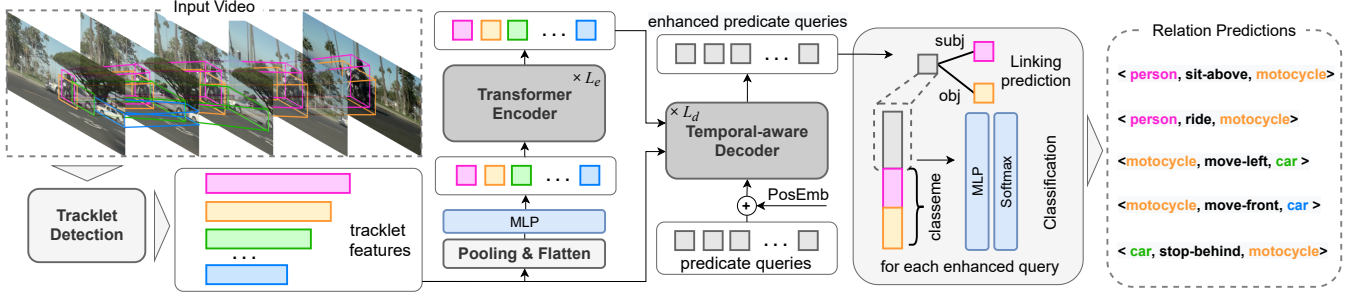 Input Video
Tracklet
Detection
tracklet
features
...
Pooling & Flatten
MLP
...
× Le
Transformer
Encoder
...
enhanced predicate queries
...
× Ld
Temporal-aware
Decoder
+
PosEmb
...
predicate queries
subj
obj
Linking
prediction
classeme
MLP
Softmax
Classification
for each enhanced query
Relation Predictions
< person, sit-above, motocycle>
< person, ride, motocycle>
<motocycle, move-left, car >
<motocycle, move-front, car >
< car, stop-behind, motocycle>